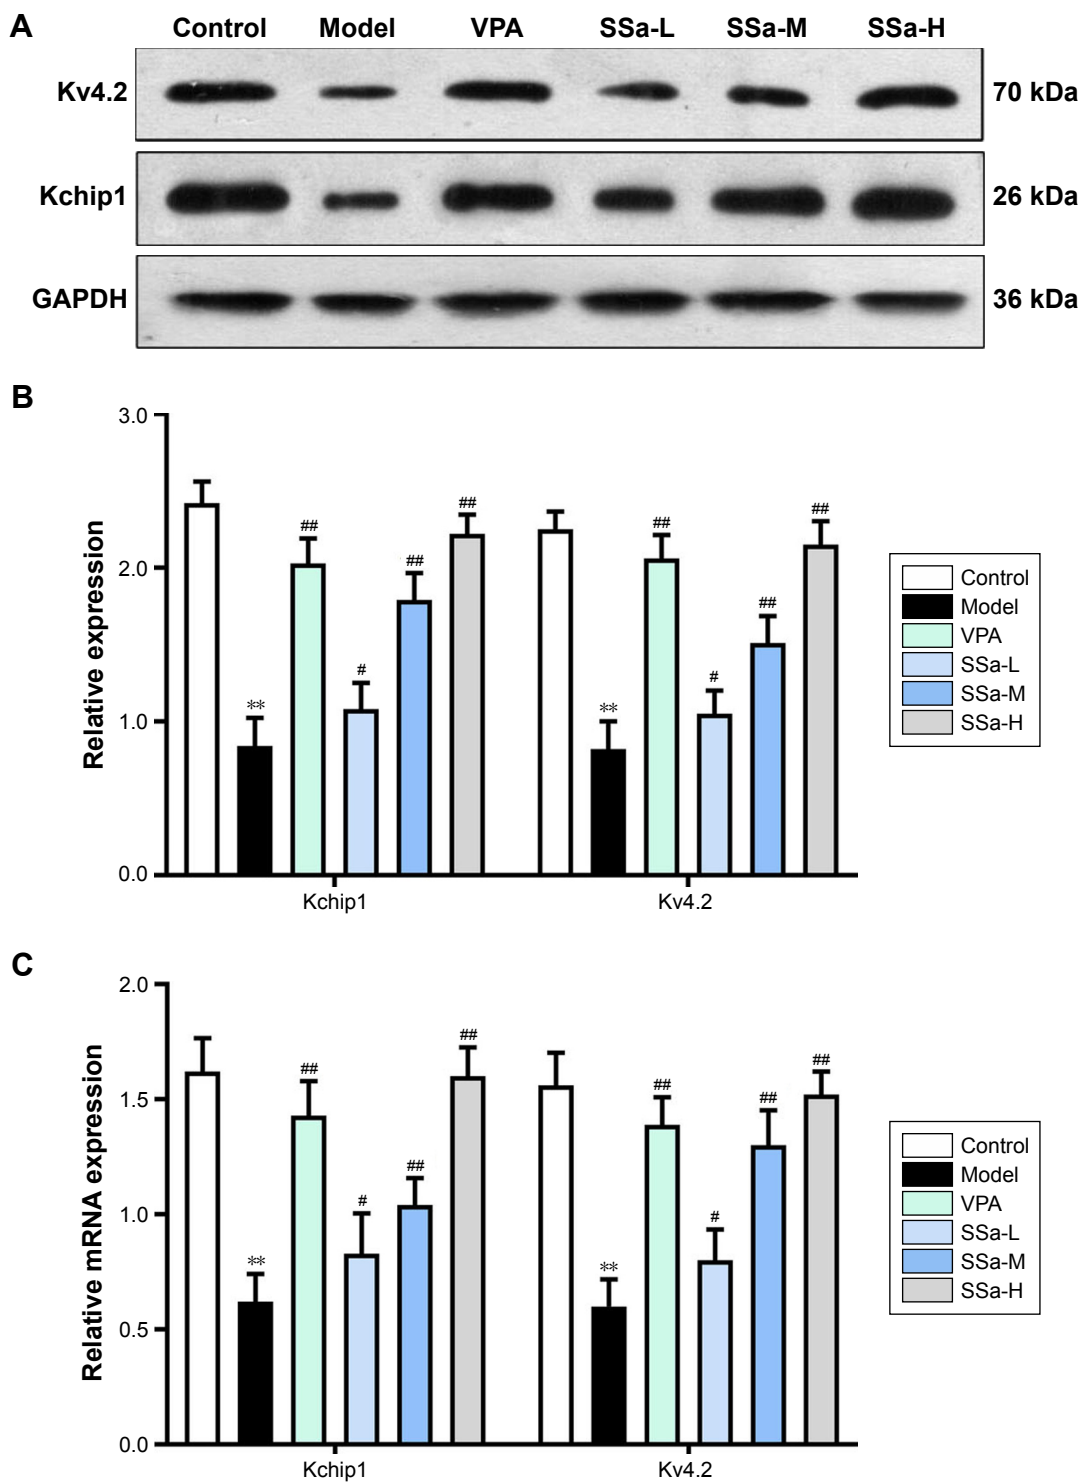 A
Control Model VPA SSa-L SSa-M SSa-H
Kv4.2 70 kDa
Kchip1 26 kDa
GAPDH 36 kDa
B
Relative expression
3.0
2.0
1.0
0.0
** ## # ## ##
** ## # ## ##
Kchip1 Kv4.2
Control
Model
VPA
SSa-L
SSa-M
SSa-H
C
Relative mRNA expression
2.0
1.5
1.0
0.5
0.0
** ## # ## ##
** ## # ## ##
Kchip1 Kv4.2
Control
Model
VPA
SSa-L
SSa-M
SSa-H